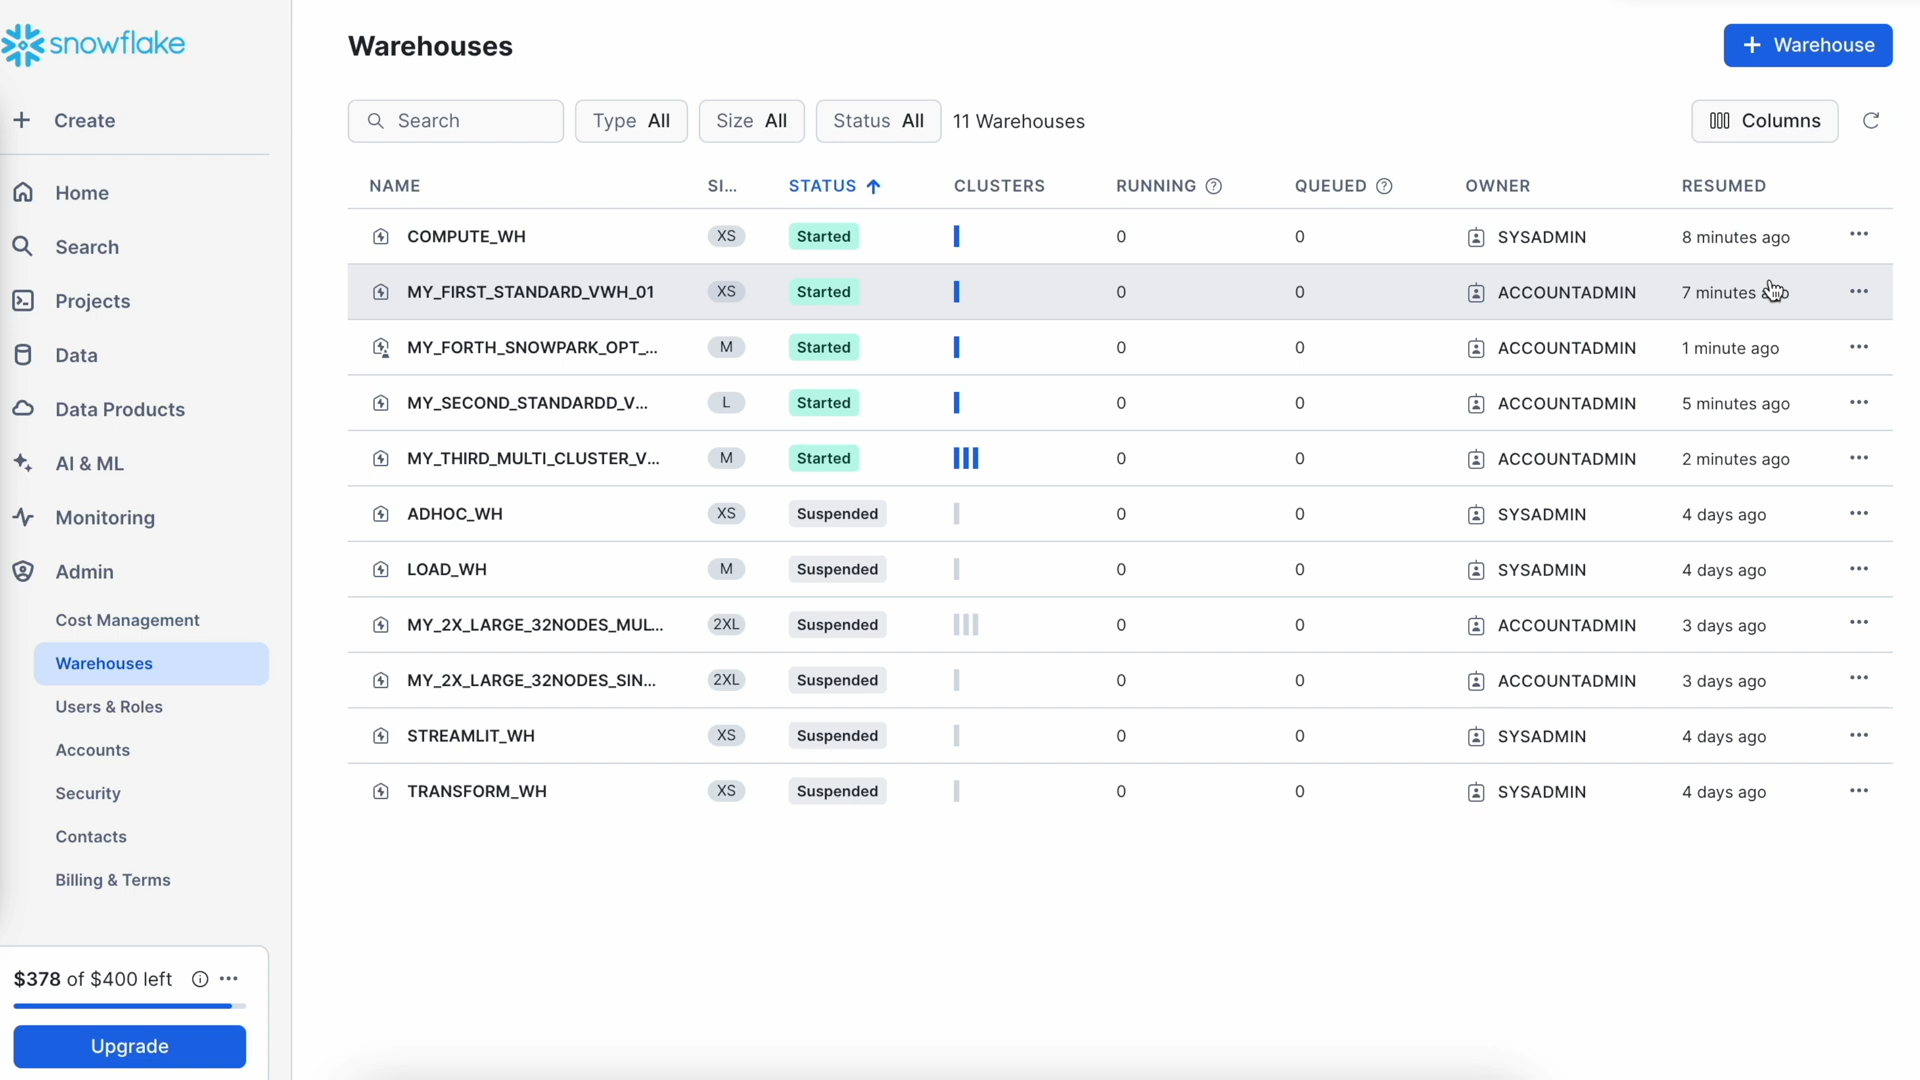 snowflake
Create
Home
Search
Projects
Data
Data Products
AI & ML
Monitoring
Admin
Cost Management
Warehouses
Users & Roles
Accounts
Security
Contacts
Billing & Terms
$378 of $400 left
Upgrade
Warehouses
+ Warehouse
Search
Type All
Size All
Status All
11 Warehouses
Columns
NAME SI... STATUS CLUSTERS RUNNING QUEUED OWNER RESUMED
COMPUTE_WH XS Started 0 0 SYSADMIN 8 minutes ago
MY_FIRST_STANDARD_VWH_01 XS Started 0 0 ACCOUNTADMIN 7 minutes
MY_FORTH_SNOWPARK_OPT_... M Started 0 0 ACCOUNTADMIN 1 minute ago
MY_SECOND_STANDARDD_V... L Started 0 0 ACCOUNTADMIN 5 minutes ago
MY_THIRD_MULTI_CLUSTER_V... M Started 0 0 ACCOUNTADMIN 2 minutes ago
ADHOC_WH XS Suspended 0 0 SYSADMIN 4 days ago
LOAD_WH M Suspended 0 0 SYSADMIN 4 days ago
MY_2X_LARGE_32NODES_MUL... 2XL Suspended 0 0 ACCOUNTADMIN 3 days ago
MY_2X_LARGE_32NODES_SIN... 2XL Suspended 0 0 ACCOUNTADMIN 3 days ago
STREAMLIT_WH XS Suspended 0 0 SYSADMIN 4 days ago
TRANSFORM_WH XS Suspended 0 0 SYSADMIN 4 days ago